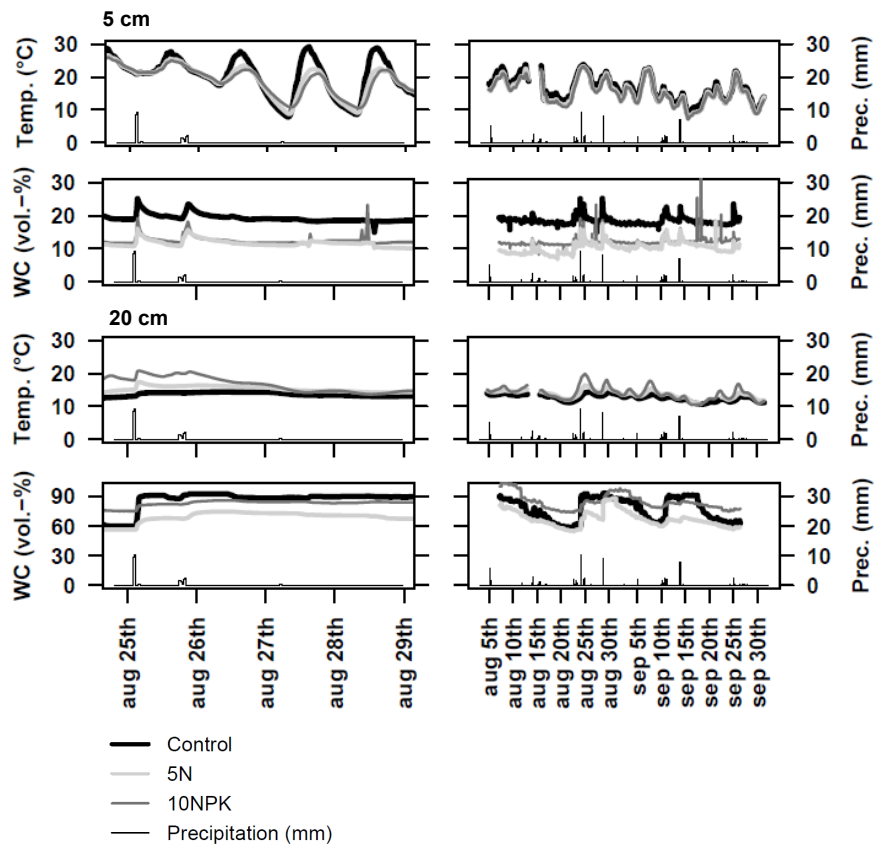 5 cm
Temp. (°C)
30
20
10
0
30
20
10
0
Prec. (mm)
WC (vol.−%)
30
20
10
0
30
20
10
0
Prec. (mm)
20 cm
Temp. (°C)
30
20
10
0
30
20
10
0
Prec. (mm)
WC (vol.−%)
90
60
30
0
30
20
10
0
Prec. (mm)
aug 25th
aug 26th
aug 27th
aug 28th
aug 29th
aug 5th
aug 10th
aug 15th
aug 20th
aug 25th
aug 30th
sep 5th
sep 10th
sep 15th
sep 20th
sep 25th
sep 30th
Control
5N
10NPK
Precipitation (mm)